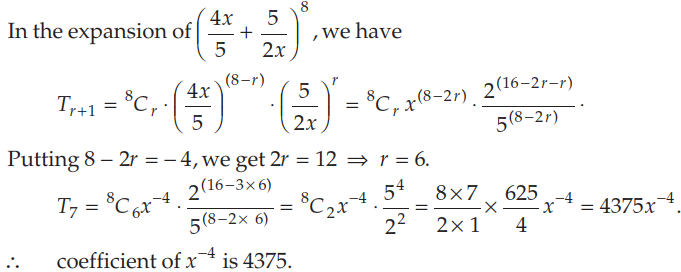 In the expansion of (4x/5 + 5/2x)^8, we have
T_{r+1} = ^8C_r · (4x/5)^{(8–r)} · (5/2x)^r = ^8C_r x^{(8–2r)} · 2^{(16–2r–r)}/5^{(8–2r)} ·
Putting 8 – 2r = – 4, we get 2r = 12 ⇒ r = 6.
T_7 = ^8C_6 x^{–4} · 2^{(16–3×6)}/5^{(8–2× 6)} = ^8C_2 x^{–4} · 5^4/2^2 = 8×7/2×1 × 625/4 x^{–4} = 4375x^{–4}.
∴ coefficient of x^{–4} is 4375.